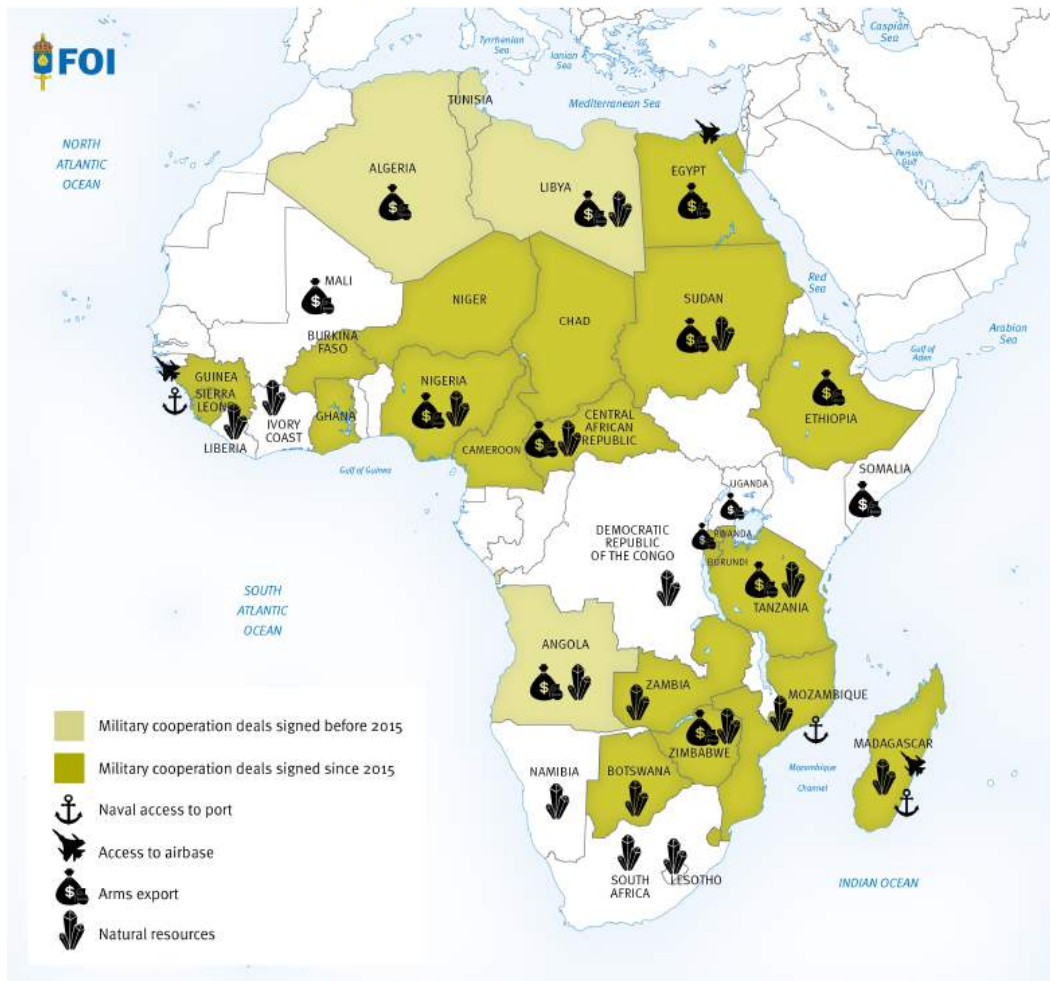 FOI
Caspian
Sea
Tyrrhenian
Sea
Ionian
Sea
Mediterranean Sea
NORTH
ATLANTIC
OCEAN
TUNISIA
ALGERIA
LIBYA
EGYPT
Persian
Gulf
MALI
NIGER
CHAD
SUDAN
Red
Sea
Arabian
Sea
Gulf of
Aden
BURKINA
FASO
GUINEA
SIERRA
LEONE
LIBERIA
IVORY
COAST
GHANA
NIGERIA
CAMEROON
CENTRAL
AFRICAN
REPUBLIC
ETHIOPIA
Gulf of Guinea
SOMALIA
UGANDA
DEMOCRATIC
REPUBLIC
OF THE CONGO
RWANDA
BURUNDI
TANZANIA
SOUTH
ATLANTIC
OCEAN
ANGOLA
ZAMBIA
MOZAMBIQUE
ZIMBABWE
MADAGASCAR
NAMIBIA
BOTSWANA
Mozambique
Channel
SOUTH
AFRICA
LESOTHO
INDIAN OCEAN
Military cooperation deals signed before 2015
Military cooperation deals signed since 2015
Naval access to port
Access to airbase
$ Arms export
Natural resources